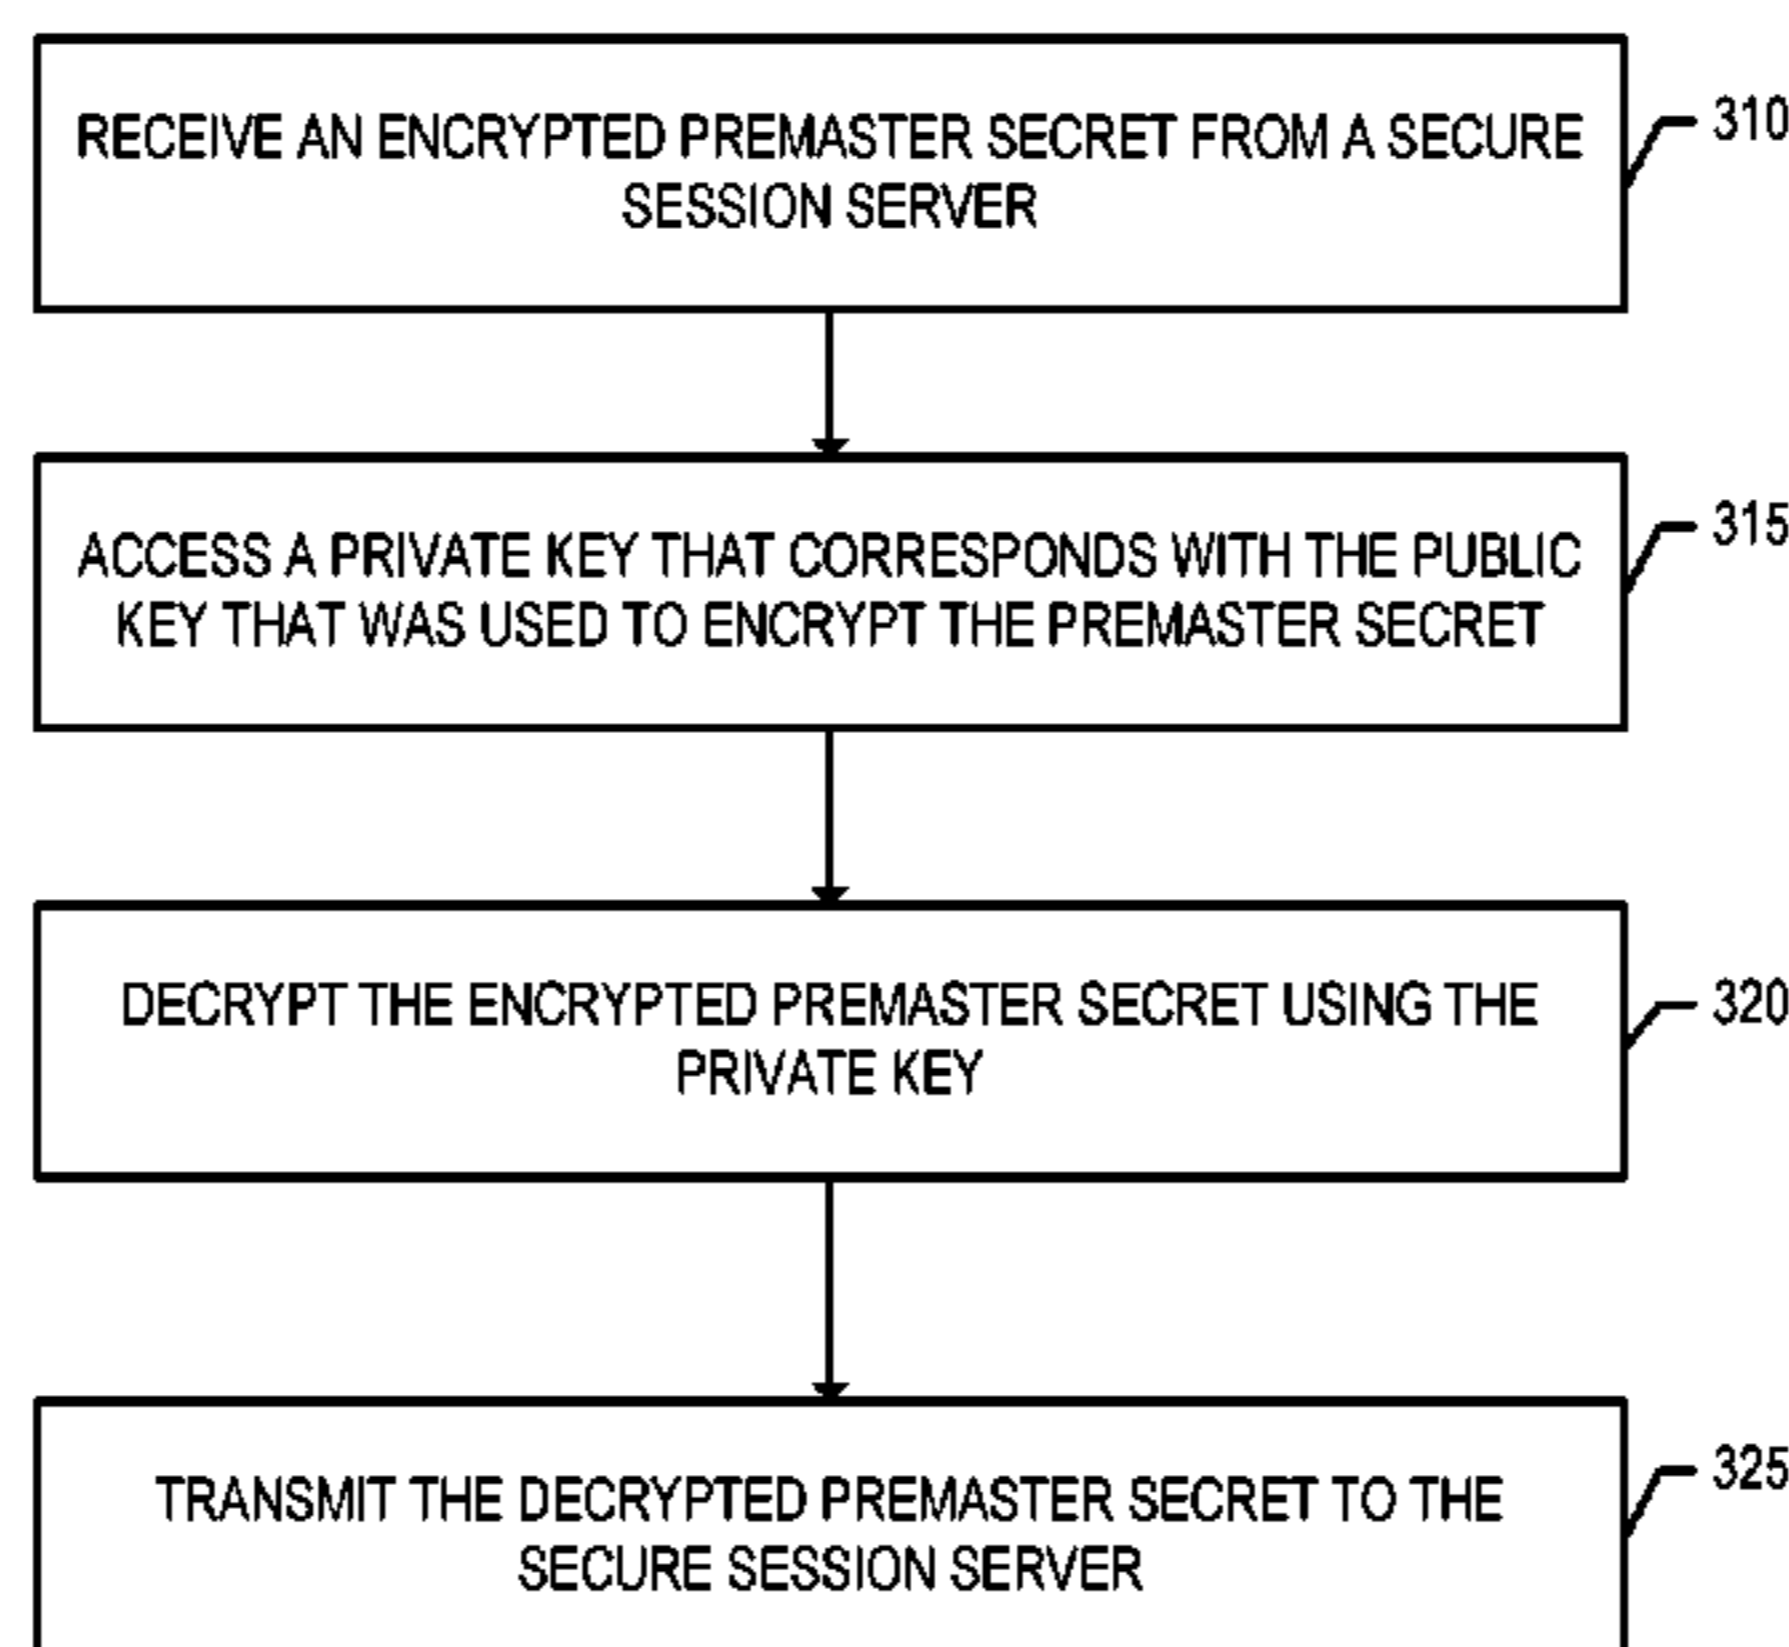 RECEIVE AN ENCRYPTED PREMASTER SECRET FROM A SECURE
SESSION SERVER
310
ACCESS A PRIVATE KEY THAT CORRESPONDS WITH THE PUBLIC
KEY THAT WAS USED TO ENCRYPT THE PREMASTER SECRET
315
DECRYPT THE ENCRYPTED PREMASTER SECRET USING THE
PRIVATE KEY
320
TRANSMIT THE DECRYPTED PREMASTER SECRET TO THE
SECURE SESSION SERVER
325